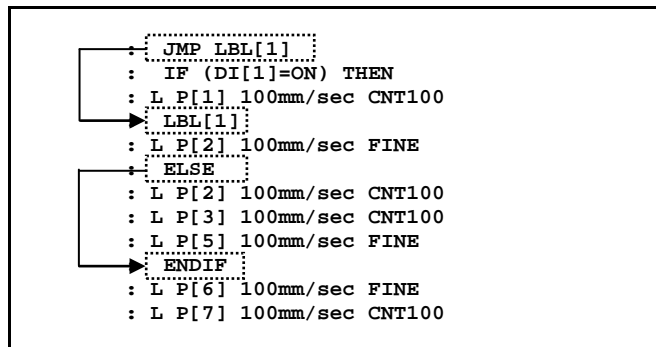 : JMP LBL[1]
: IF (DI[1]=ON) THEN
: L P[1] 100mm/sec CNT100
LBL[1]
: L P[2] 100mm/sec FINE
: ELSE
: L P[2] 100mm/sec CNT100
: L P[3] 100mm/sec CNT100
: L P[5] 100mm/sec FINE
ENDIF
: L P[6] 100mm/sec FINE
: L P[7] 100mm/sec CNT100